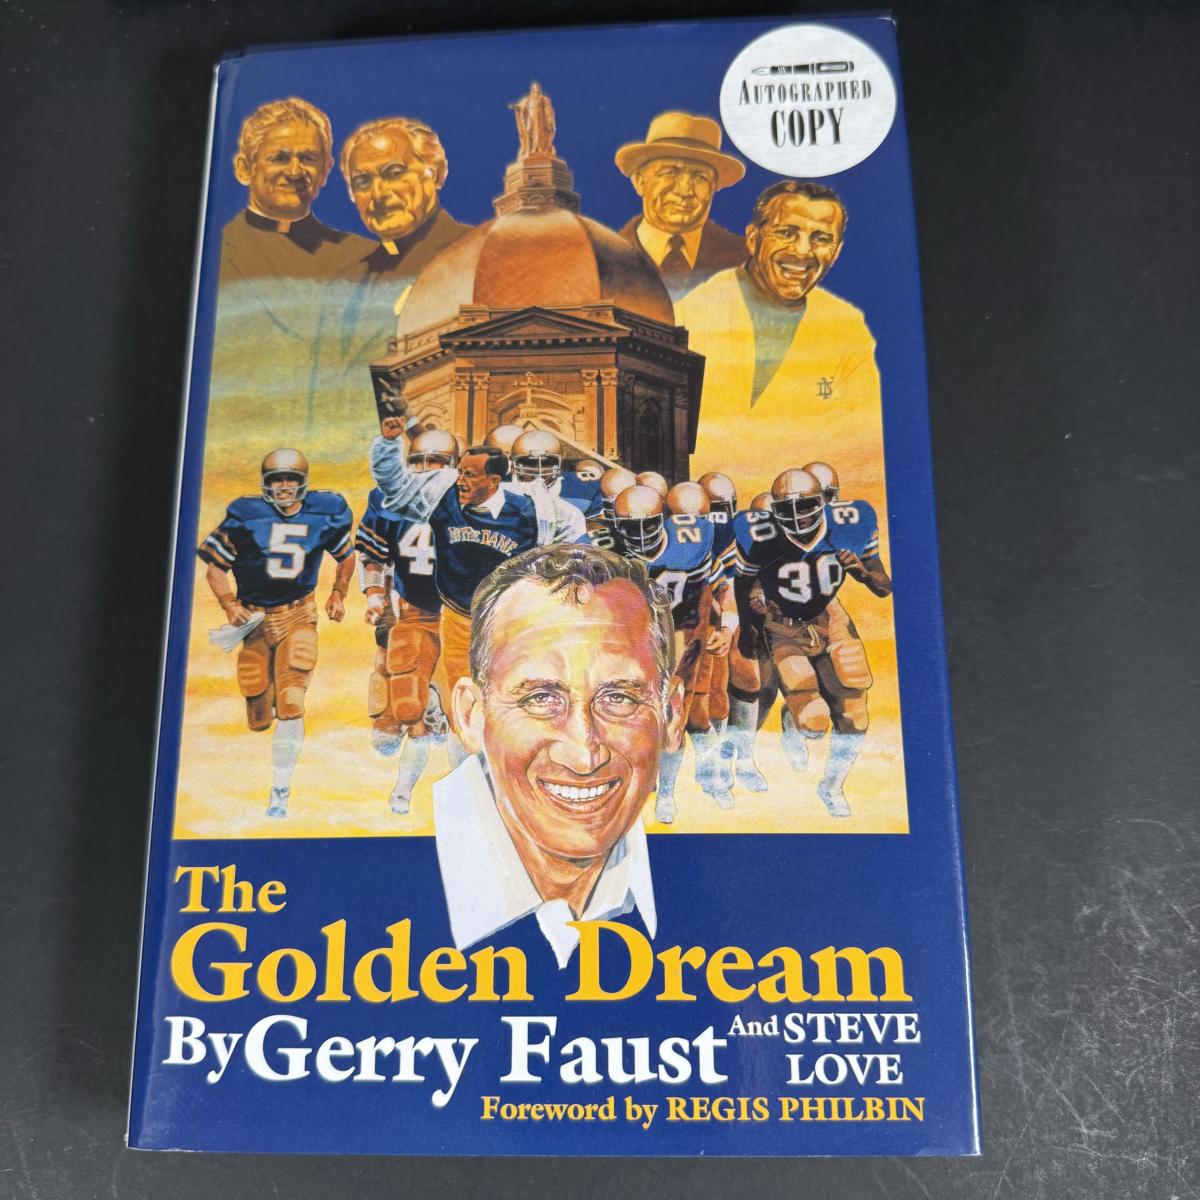 AUTOGRAPHED
COPY
5
4
NOTRE DAME
20
30
30
The
Golden Dream
By Gerry Faust And STEVE
LOVE
Foreword by REGIS PHILBIN